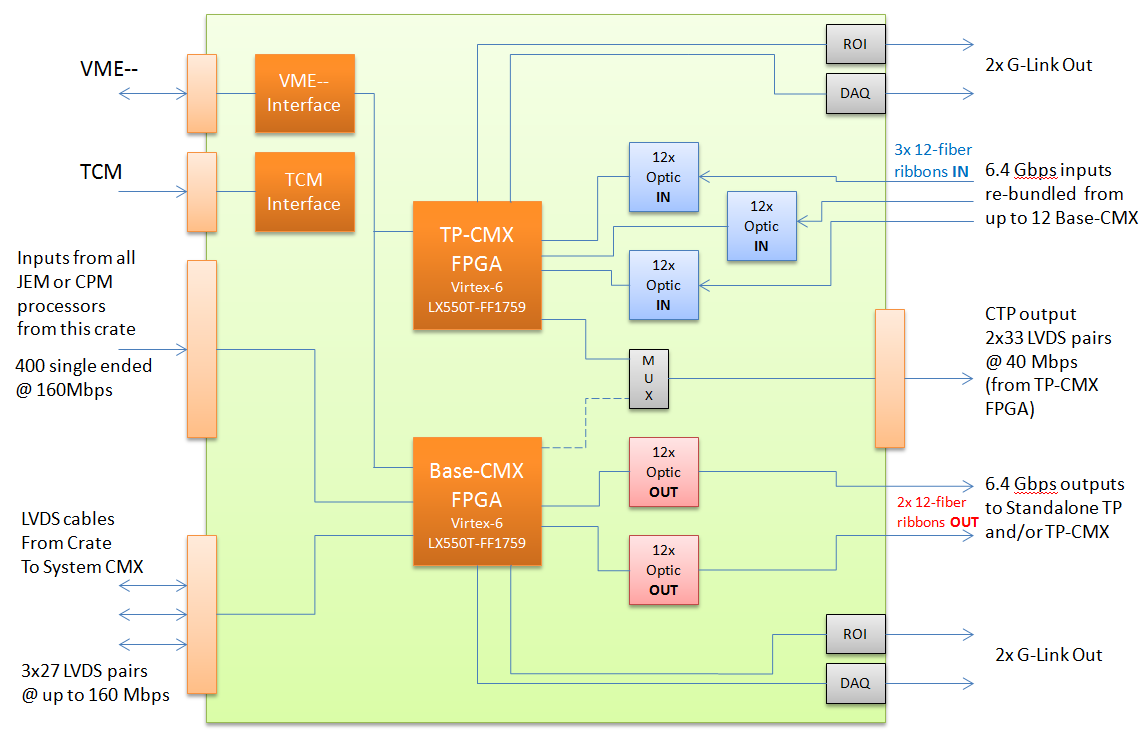 VME--
VME--
Interface
TCM
TCM
Interface
Inputs from all
JEM or CPM
processors
from this crate
400 single ended
@ 160Mbps
LVDS cables
From Crate
To System CMX
3x27 LVDS pairs
@ up to 160 Mbps
TP-CMX
FPGA
Virtex-6
LX550T-FF1759
Base-CMX
FPGA
Virtex-6
LX550T-FF1759
12x
Optic
IN
12x
Optic
IN
12x
Optic
IN
M
U
X
12x
Optic
OUT
12x
Optic
OUT
ROI
DAQ
2x G-Link Out
3x 12-fiber
ribbons IN
6.4 Gbps inputs
re-bundled from
up to 12 Base-CMX
CTP output
2x33 LVDS pairs
@ 40 Mbps
(from TP-CMX
FPGA)
2x 12-fiber
ribbons OUT
6.4 Gbps outputs
to Standalone TP
and/or TP-CMX
ROI
DAQ
2x G-Link Out